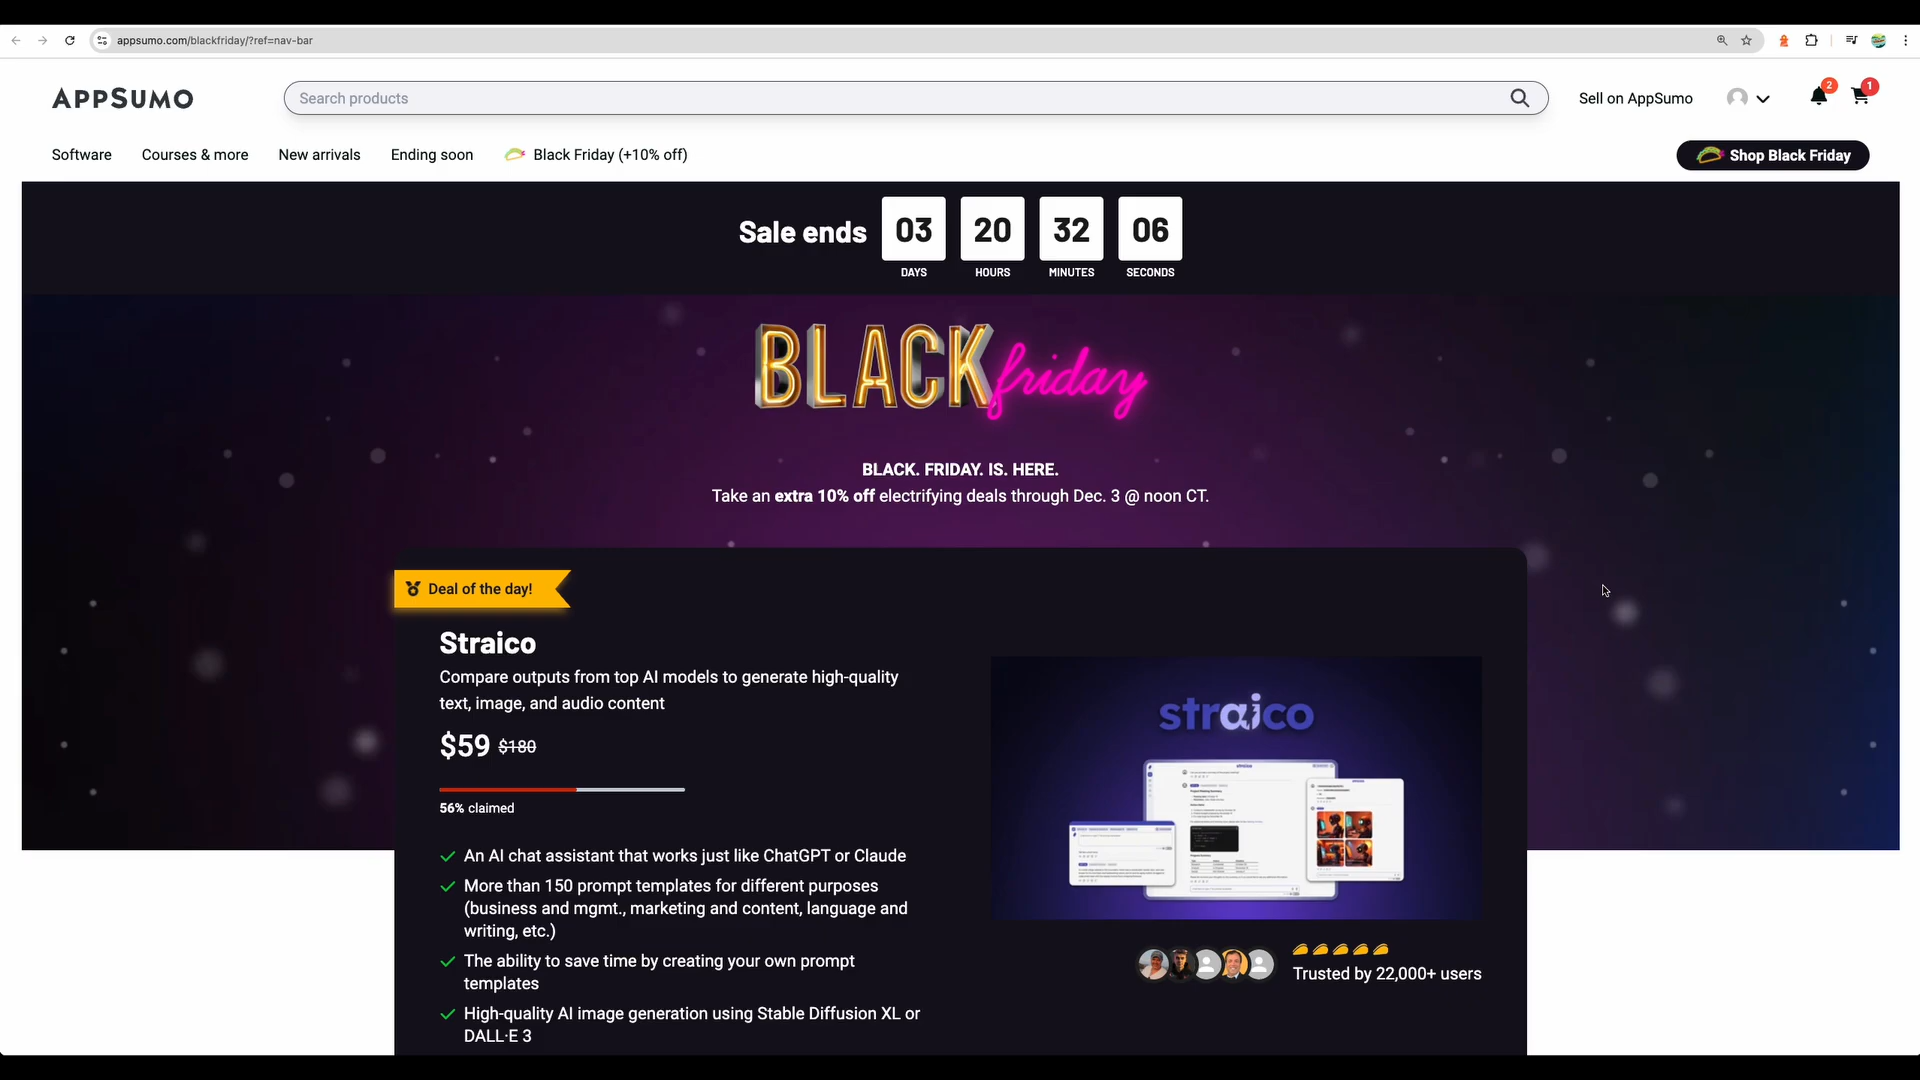 appsumo.com/blackfriday/?ref=nav-bar
APPSUMO
Search products
Sell on AppSumo
2
1
Software
Courses & more
New arrivals
Ending soon
Black Friday (+10% off)
Shop Black Friday
Sale ends
03
20
32
06
DAYS
HOURS
MINUTES
SECONDS
BLACK friday
BLACK. FRIDAY. IS. HERE.
Take an extra 10% off electrifying deals through Dec. 3 @ noon CT.
Deal of the day!
Straico
Compare outputs from top AI models to generate high-quality
text, image, and audio content
$59 $180
56% claimed
An AI chat assistant that works just like ChatGPT or Claude
More than 150 prompt templates for different purposes
(business and mgmt., marketing and content, language and
writing, etc.)
The ability to save time by creating your own prompt
templates
High-quality AI image generation using Stable Diffusion XL or
DALL·E 3
straico
Trusted by 22,000+ users